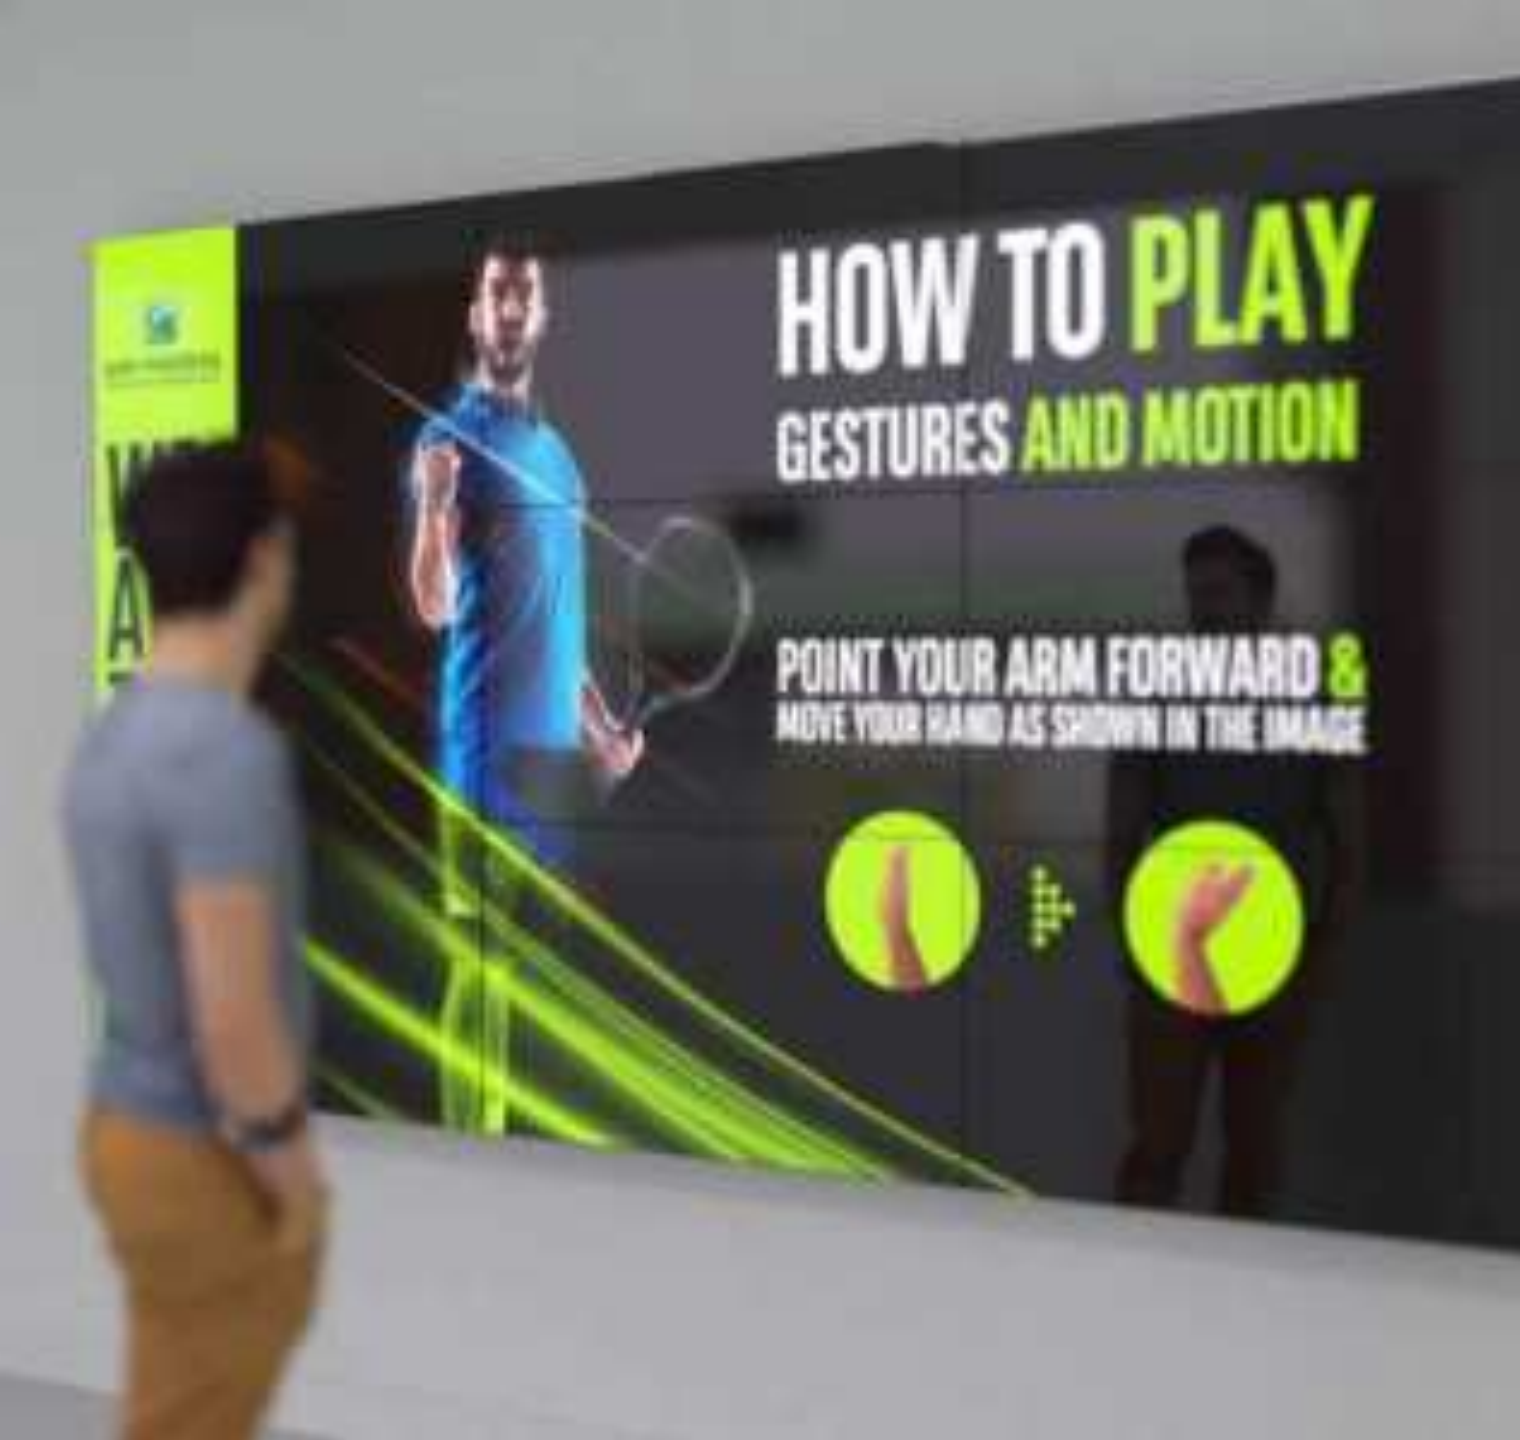 HOW TO PLAY
GESTURES AND MOTION
POINT YOUR ARM FORWARD &
MOVE YOUR HAND AS SHOWN IN THE IMAGE